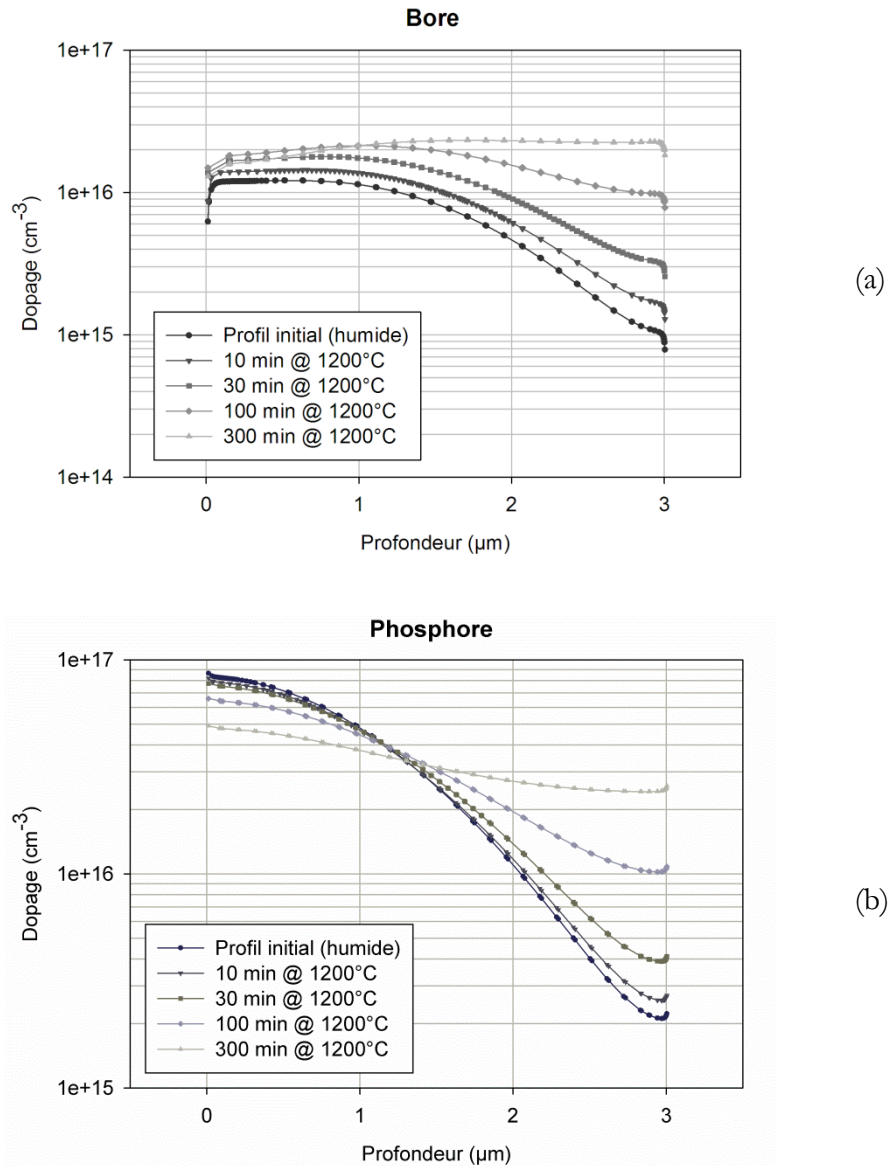 Bore
1e+17
1e+16
1e+15
1e+14
Dopage (cm-3)
Profil initial (humide)
10 min @ 1200°C
30 min @ 1200°C
100 min @ 1200°C
300 min @ 1200°C
0 1 2 3
Profondeur (µm)
(a)
Phosphore
1e+17
1e+16
1e+15
Dopage (cm-3)
Profil initial (humide)
10 min @ 1200°C
30 min @ 1200°C
100 min @ 1200°C
300 min @ 1200°C
0 1 2 3
Profondeur (µm)
(b)